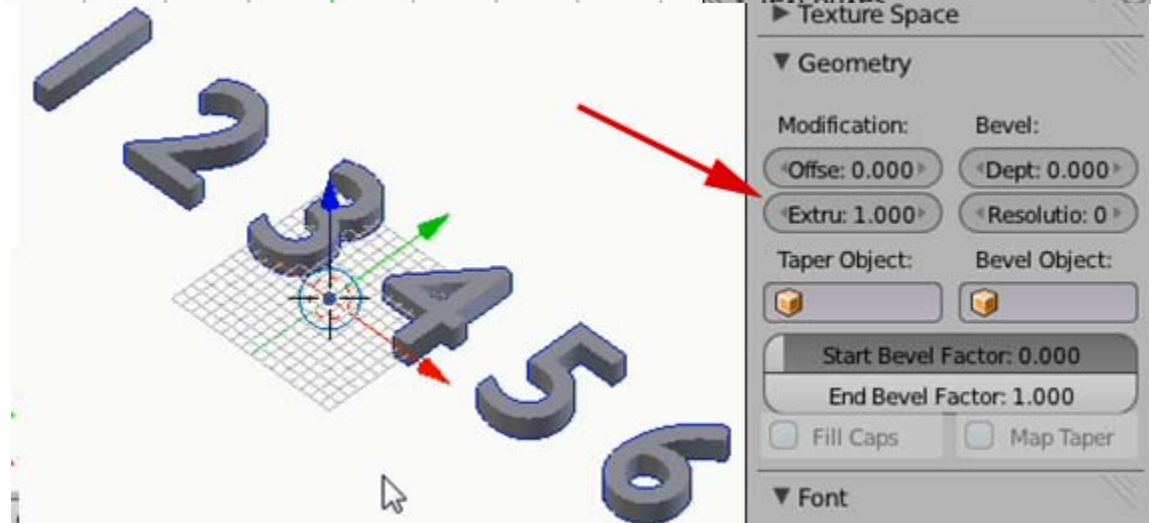 1 2 3 4 5 6
Texture Space
Geometry
Modification: Bevel:
Offse: 0.000 Dept: 0.000
Extru: 1.000 Resolutio: 0
Taper Object: Bevel Object:
Start Bevel Factor: 0.000
End Bevel Factor: 1.000
Fill Caps Map Taper
Font